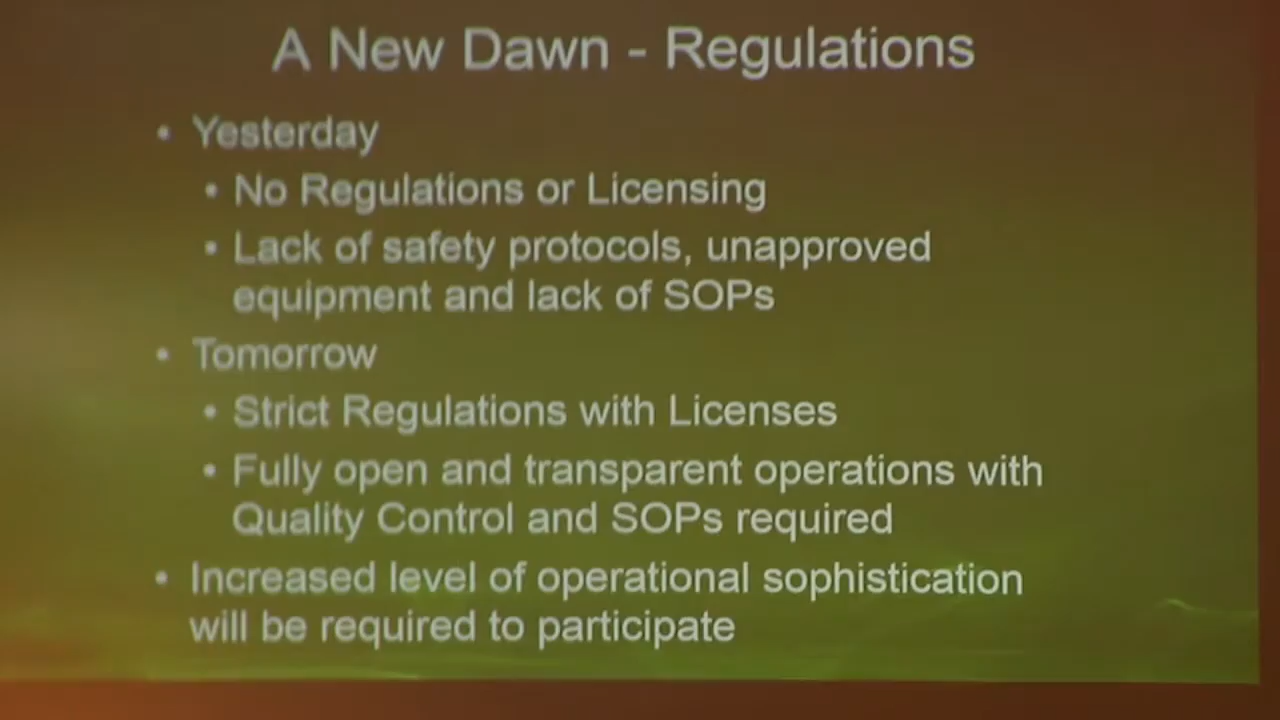 A New Dawn - Regulations
• Yesterday
• No Regulations or Licensing
• Lack of safety protocols, unapproved
equipment and lack of SOPs
• Tomorrow
• Strict Regulations with Licenses
• Fully open and transparent operations with
Quality Control and SOPs required
• Increased level of operational sophistication
will be required to participate